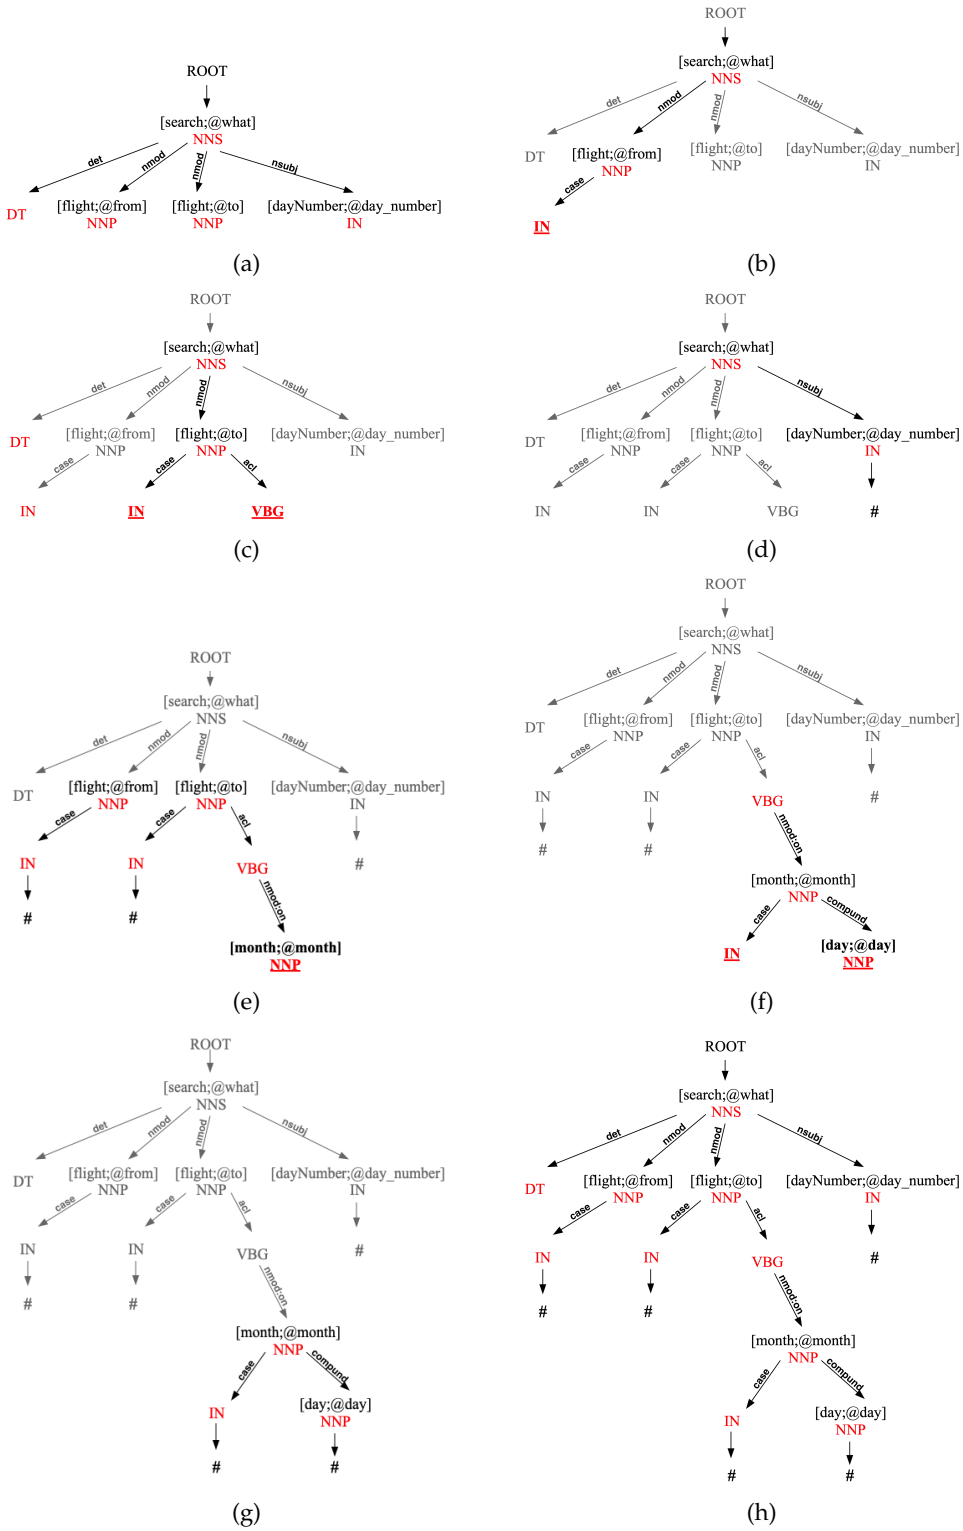 ROOT
[search;@what]
NNS
det
nmod
nmod
nsubj
DT
[flight;@from]
NNP
[flight;@to]
NNP
[dayNumber;@day_number]
IN
(a)
ROOT
[search;@what]
NNS
det
nmod
nmod
nsubj
DT
[flight;@from]
NNP
[flight;@to]
NNP
[dayNumber;@day_number]
IN
case
IN
(b)
ROOT
[search;@what]
NNS
det
nmod
nmod
nsubj
DT
[flight;@from]
NNP
[flight;@to]
NNP
[dayNumber;@day_number]
IN
case
case
acl
IN
IN
VBG
(c)
ROOT
[search;@what]
NNS
det
nmod
nmod
nsubj
DT
[flight;@from]
NNP
[flight;@to]
NNP
[dayNumber;@day_number]
IN
case
case
acl
IN
IN
VBG
#
(d)
ROOT
[search;@what]
NNS
det
nmod
nmod
nsubj
DT
[flight;@from]
NNP
[flight;@to]
NNP
[dayNumber;@day_number]
IN
case
case
acl
IN
IN
VBG
#
#
#
nmod:on
[month;@month]
NNP
(e)
ROOT
[search;@what]
NNS
det
nmod
nmod
nsubj
DT
[flight;@from]
NNP
[flight;@to]
NNP
[dayNumber;@day_number]
IN
case
case
acl
IN
IN
VBG
#
#
#
nmod:on
[month;@month]
NNP
case
compund
IN
[day;@day]
NNP
(f)
ROOT
[search;@what]
NNS
det
nmod
nmod
nsubj
DT
[flight;@from]
NNP
[flight;@to]
NNP
[dayNumber;@day_number]
IN
case
case
acl
IN
IN
VBG
#
#
#
nmod:on
[month;@month]
NNP
case
compund
IN
[day;@day]
NNP
#
#
(g)
ROOT
[search;@what]
NNS
det
nmod
nmod
nsubj
DT
[flight;@from]
NNP
[flight;@to]
NNP
[dayNumber;@day_number]
IN
case
case
acl
IN
IN
VBG
#
#
#
nmod:on
[month;@month]
NNP
case
compund
IN
[day;@day]
NNP
#
#
(h)